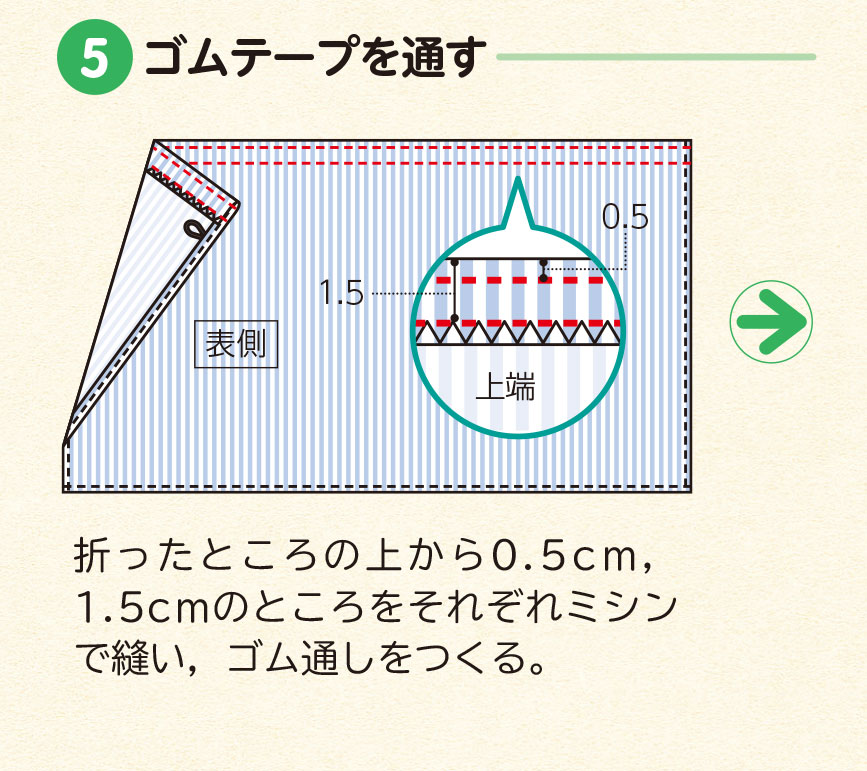 5 ゴムテープを通す
0.5
1.5
表側
上端
折ったところの上から0.5cm，
1.5cmのところをそれぞれミシン
で縫い，ゴム通しをつくる。